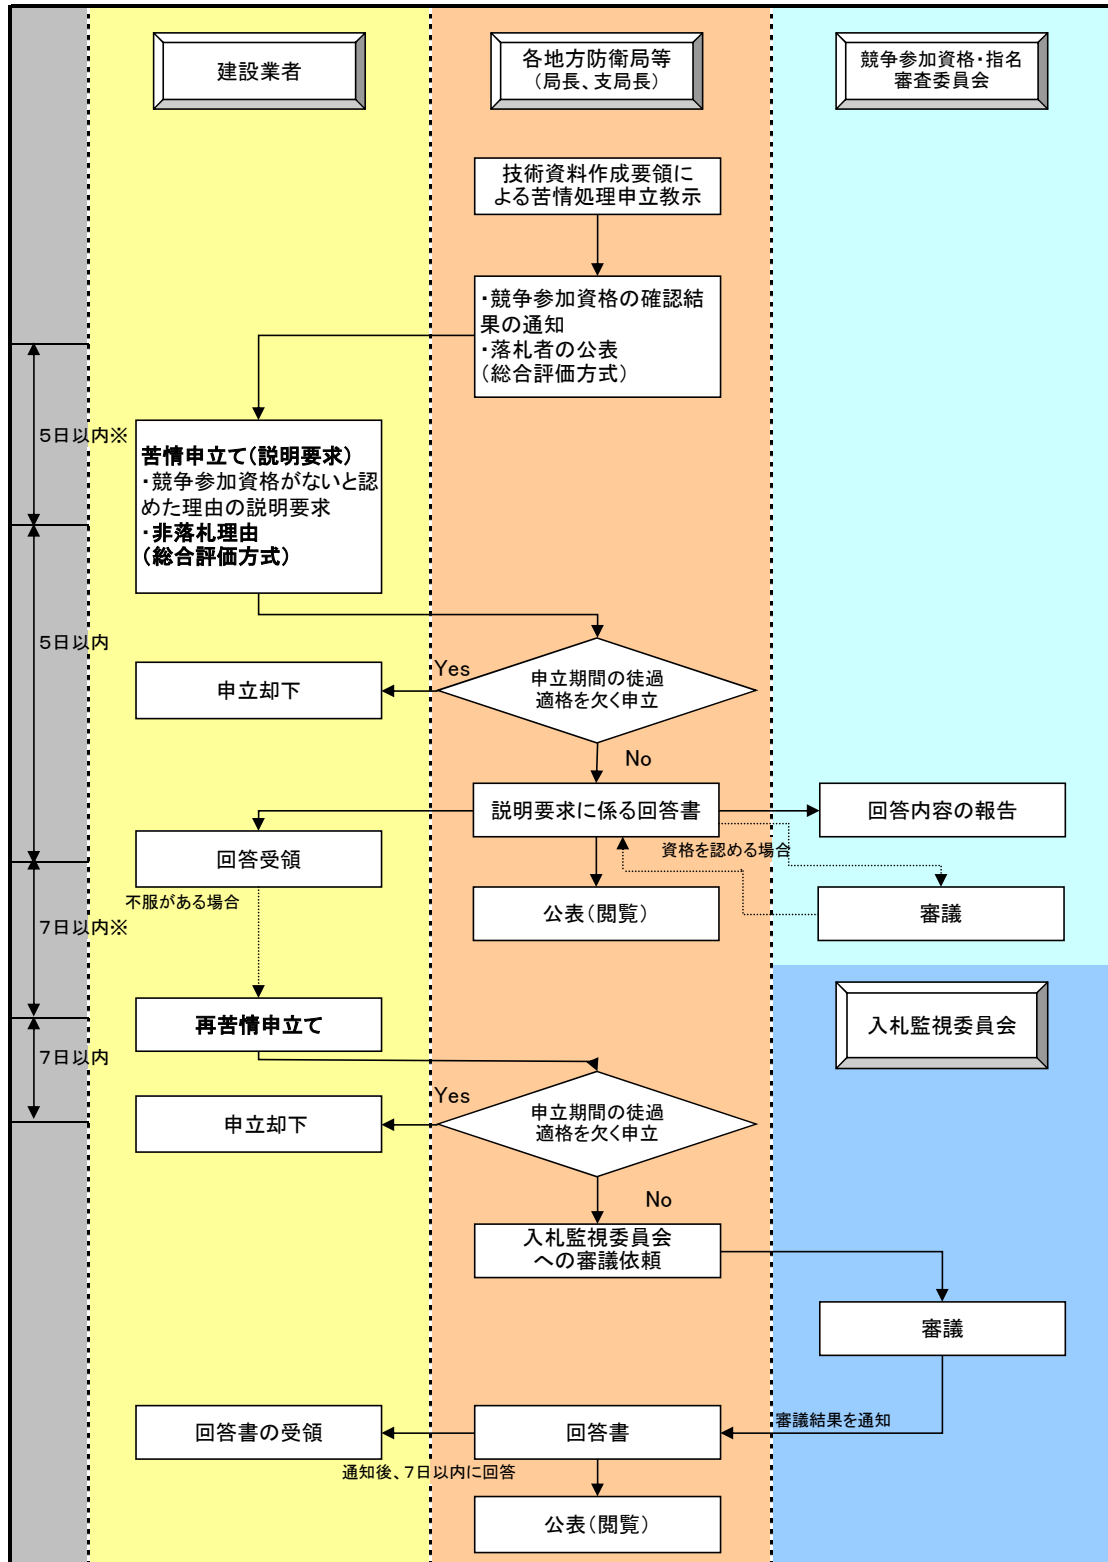 建設業者
各地方防衛局等
(局長、支局長)
競争参加資格・指名
審査委員会
技術資料作成要領に
よる苦情処理申立教示
・競争参加資格の確認結
果の通知
・落札者の公表
(総合評価方式)
5日以内※
苦情申立て(説明要求)
・競争参加資格がないと認
めた理由の説明要求
・非落札理由
(総合評価方式)
5日以内
Yes
申立期間の徒過
適格を欠く申立
申立却下
No
説明要求に係る回答書
回答内容の報告
資格を認める場合
回答受領
不服がある場合
公表(閲覧)
審議
7日以内※
再苦情申立て
入札監視委員会
7日以内
Yes
申立期間の徒過
適格を欠く申立
申立却下
No
入札監視委員会
への審議依頼
審議
審議結果を通知
回答書の受領
回答書
通知後、7日以内に回答
公表(閲覧)